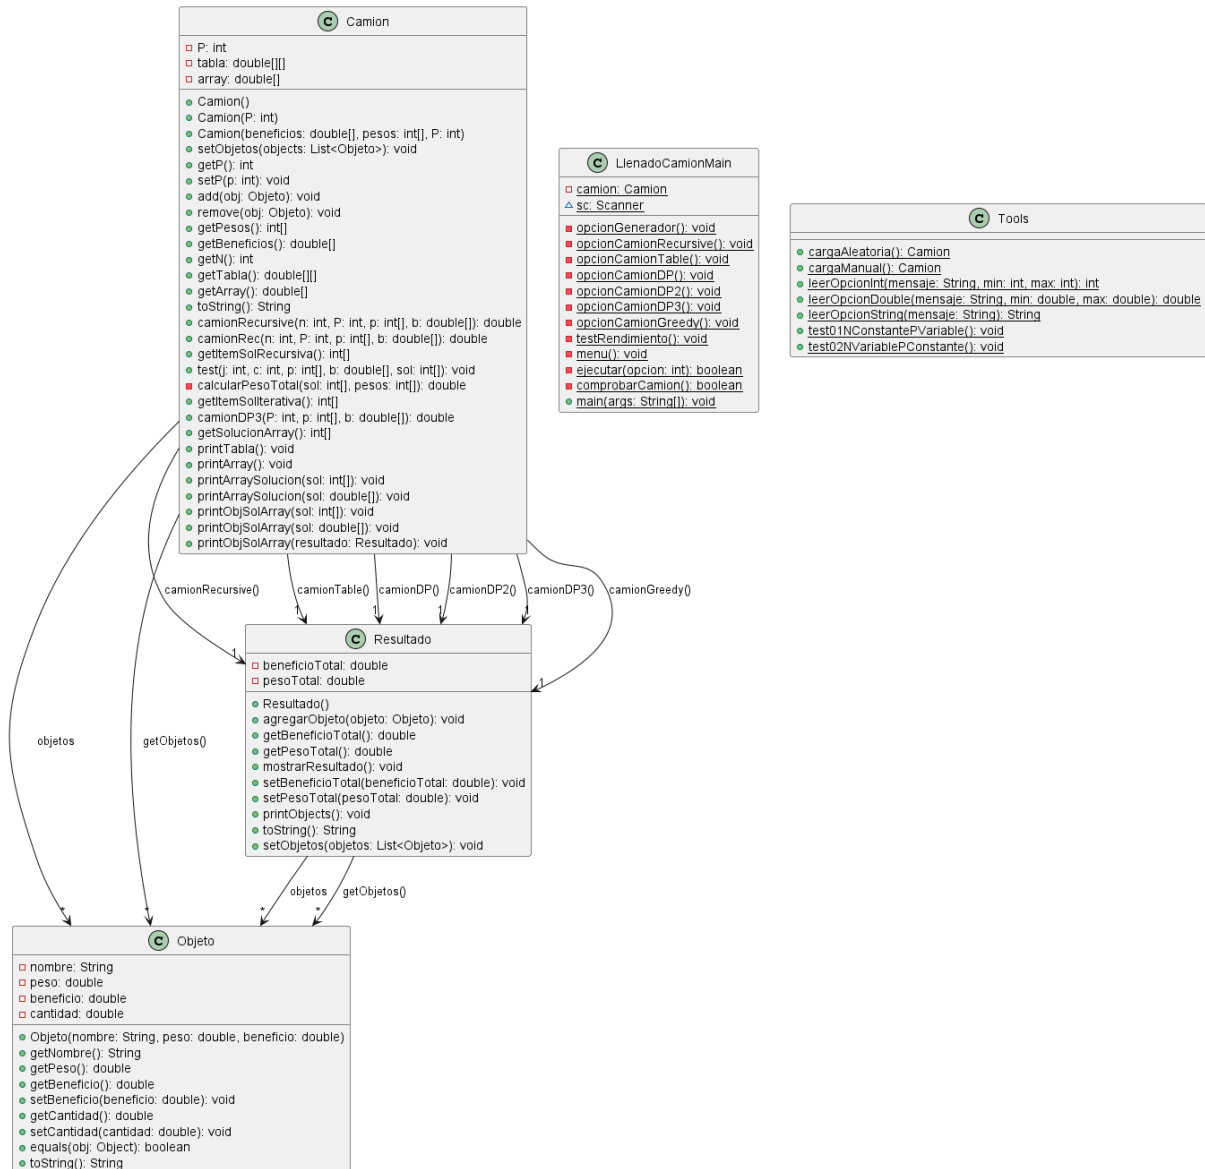 C Camion
P: int
tabla: double[][]
array: double[]
Camion()
Camion(P: int)
Camion(beneficios: double[], pesos: int[], P: int)
setObjetos(objects: List<Objeto>): void
getP(): int
setP(p: int): void
add(obj: Objeto): void
remove(obj: Objeto): void
getPesos(): int[]
getBeneficios(): double[]
getN(): int
getTabla(): double[][]
getArray(): double[]
toString(): String
camionRecursive(n: int, P: int, p: int[], b: double[]): double
camionRec(n: int, P: int, p: int[], b: double[]): double
getItemSolRecursiva(): int[]
test(j: int, c: int, p: int[], b: double[], sol: int[]): void
calcularPesoTotal(sol: int[], pesos: int[]): double
getItemSolIterativa(): int[]
camionDP3(P: int, p: int[], b: double[]): double
getSolucionArray(): int[]
printTabla(): void
printArray(): void
printArraySolucion(sol: int[]): void
printArraySolucion(sol: double[]): void
printObjSolArray(sol: int[]): void
printObjSolArray(sol: double[]): void
printObjSolArray(resultado: Resultado): void
C LlenadoCamionMain
camion: Camion
sc: Scanner
opcionGenerador(): void
opcionCamionRecursive(): void
opcionCamionTable(): void
opcionCamionDP(): void
opcionCamionDP2(): void
opcionCamionDP3(): void
opcionCamionGreedy(): void
testRendimiento(): void
menu(): void
ejecutar(opcion: int): boolean
comprobarCamion(): boolean
main(args: String[]): void
C Tools
cargaAleatoria(): Camion
cargaManual(): Camion
leerOpcionInt(mensaje: String, min: int, max: int): int
leerOpcionDouble(mensaje: String, min: double, max: double): double
leerOpcionString(mensaje: String): String
test01NConstantePVariable(): void
test02NVariablePConstante(): void
camionRecursive() camionTable() camionDP() camionDP2() camionDP3() camionGreedy()
1 1 1 1 1 1
C Resultado
beneficioTotal: double
pesoTotal: double
Resultado()
agregarObjeto(objeto: Objeto): void
getBeneficioTotal(): double
getPesoTotal(): double
mostrarResultado(): void
setBeneficioTotal(beneficioTotal: double): void
setPesoTotal(pesoTotal: double): void
printObjects(): void
toString(): String
setObjetos(objetos: List<Objeto>): void
objetos getObjetos()
objetos getObjetos()
* * * *
C Objeto
nombre: String
peso: double
beneficio: double
cantidad: double
Objeto(nombre: String, peso: double, beneficio: double)
getNombre(): String
getPeso(): double
getBeneficio(): double
setBeneficio(beneficio: double): void
getCantidad(): double
setCantidad(cantidad: double): void
equals(obj: Object): boolean
toString(): String